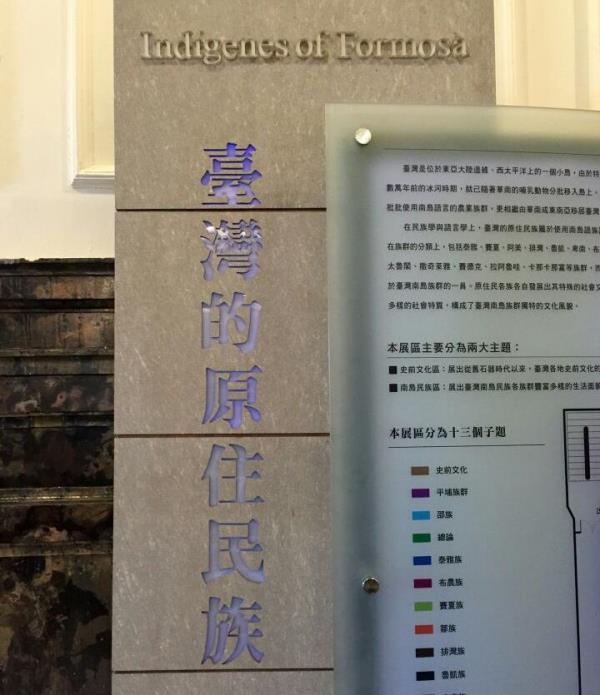 Indigenes of Formosa
臺灣的原住民族
臺灣是位於東亞大陸邊緣、西太平洋上的一個小島,由於特
數萬年前的冰河時期,就已隨著華南的哺乳動物分批移入島上。
批批使用南島語言的農業族群,更相繼由華南或東南亞移居臺灣
在民族學與語言學上,臺灣的原住民族屬於使用南島語族
在族群的分類上,包括泰雅、賽夏、阿美、排灣、魯凱、卑南、布
太魯閣、撒奇萊雅、賽德克、拉阿魯哇、卡那卡那富等族群,而
於臺灣南島族群的一員。原住民各族各自發展出其特殊的社會文
多樣的社會特質,構成了臺灣南島族群獨特的文化風貌。
本展區主要分為兩大主題:
■ 史前文化區:展出從舊石器時代以來,臺灣各地史前文化的
■ 南島民族區:展出臺灣南島民族各族群豐富多樣的生活面貌
本展區分為十三個子題
史前文化
平埔族群
邵族
總論
泰雅族
布農族
賽夏族
鄒族
排灣族
魯凱族